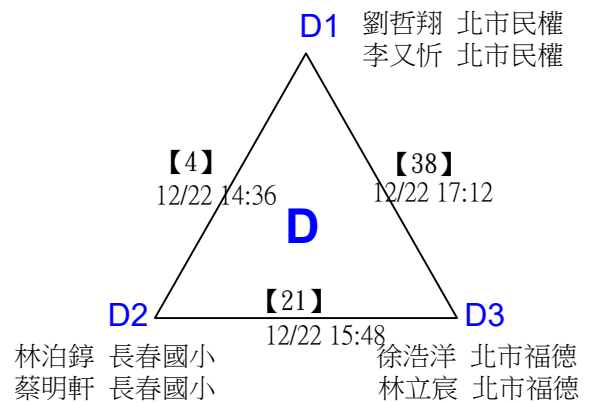 D1 劉哲翔 北市民權
李又忻 北市民權
【4】
12/22 14:36
【38】
12/22 17:12
D
【21】
12/22 15:48
D2
D3
林泊錞 長春國小
蔡明軒 長春國小
徐浩洋 北市福德
林立宸 北市福德